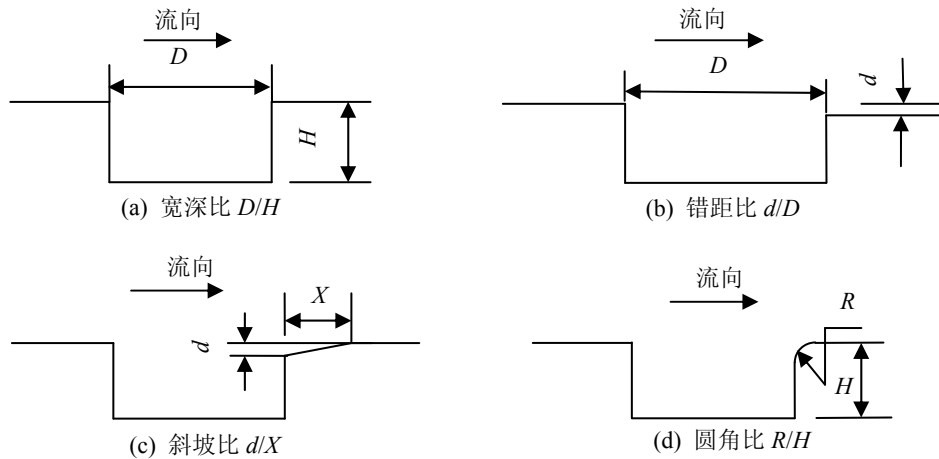 流向
D
H
(a) 宽深比 D/H
流向
D
d
(b) 错距比 d/D
流向
X
d
(c) 斜坡比 d/X
流向
R
H
(d) 圆角比 R/H